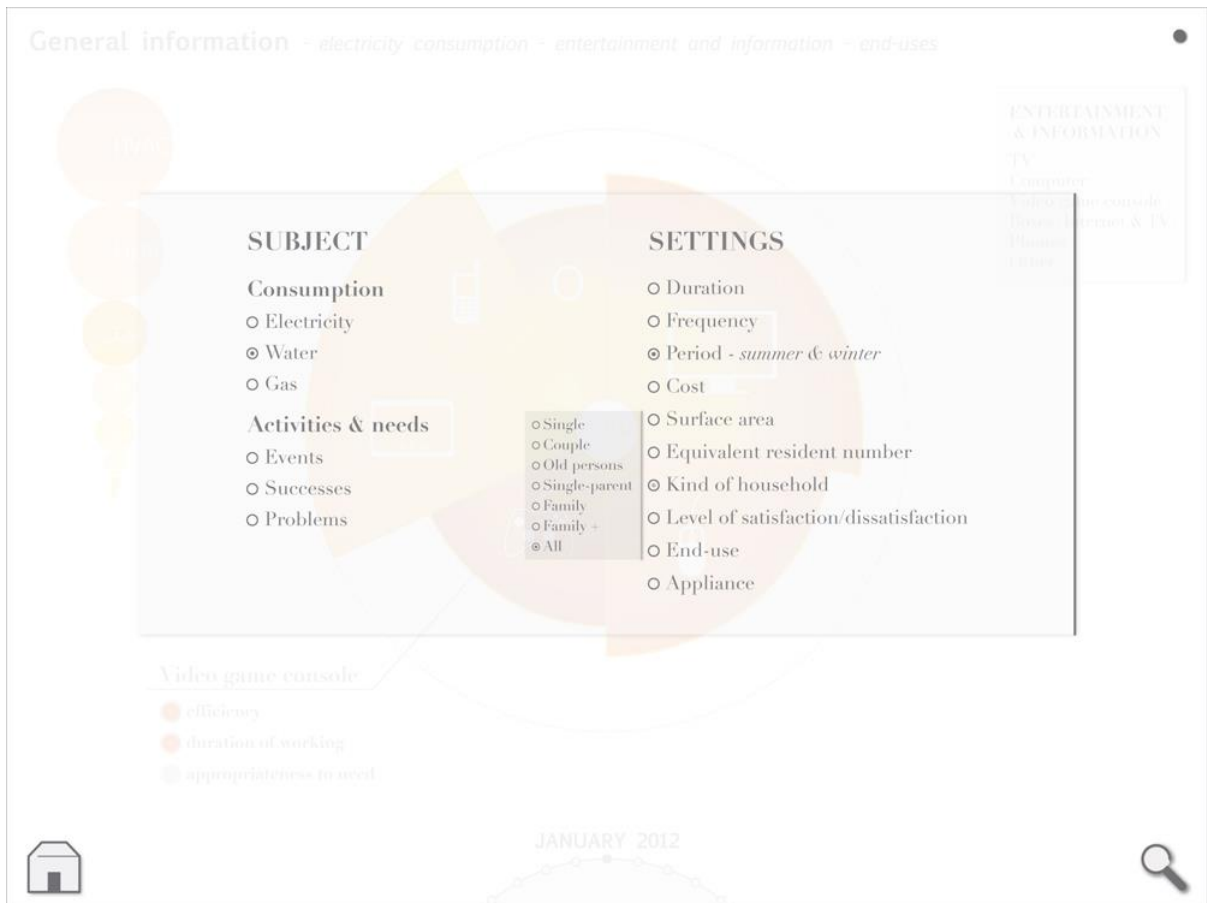 General information - electricity consumption - entertainment and information - end-uses
ENTERTAINMENT
& INFORMATION
TV
Computer
Video game console
SUBJECT
Consumption
Electricity
Water
Gas
Activities & needs
Events
Successes
Problems
Single
Couple
Old persons
Single-parent
Family
Family +
All
SETTINGS
Duration
Frequency
Period - summer & winter
Cost
Surface area
Equivalent resident number
Kind of household
Level of satisfaction/dissatisfaction
End-use
Appliance
Video game console
efficiency
duration of working
appropriateness to need
JANUARY 2012